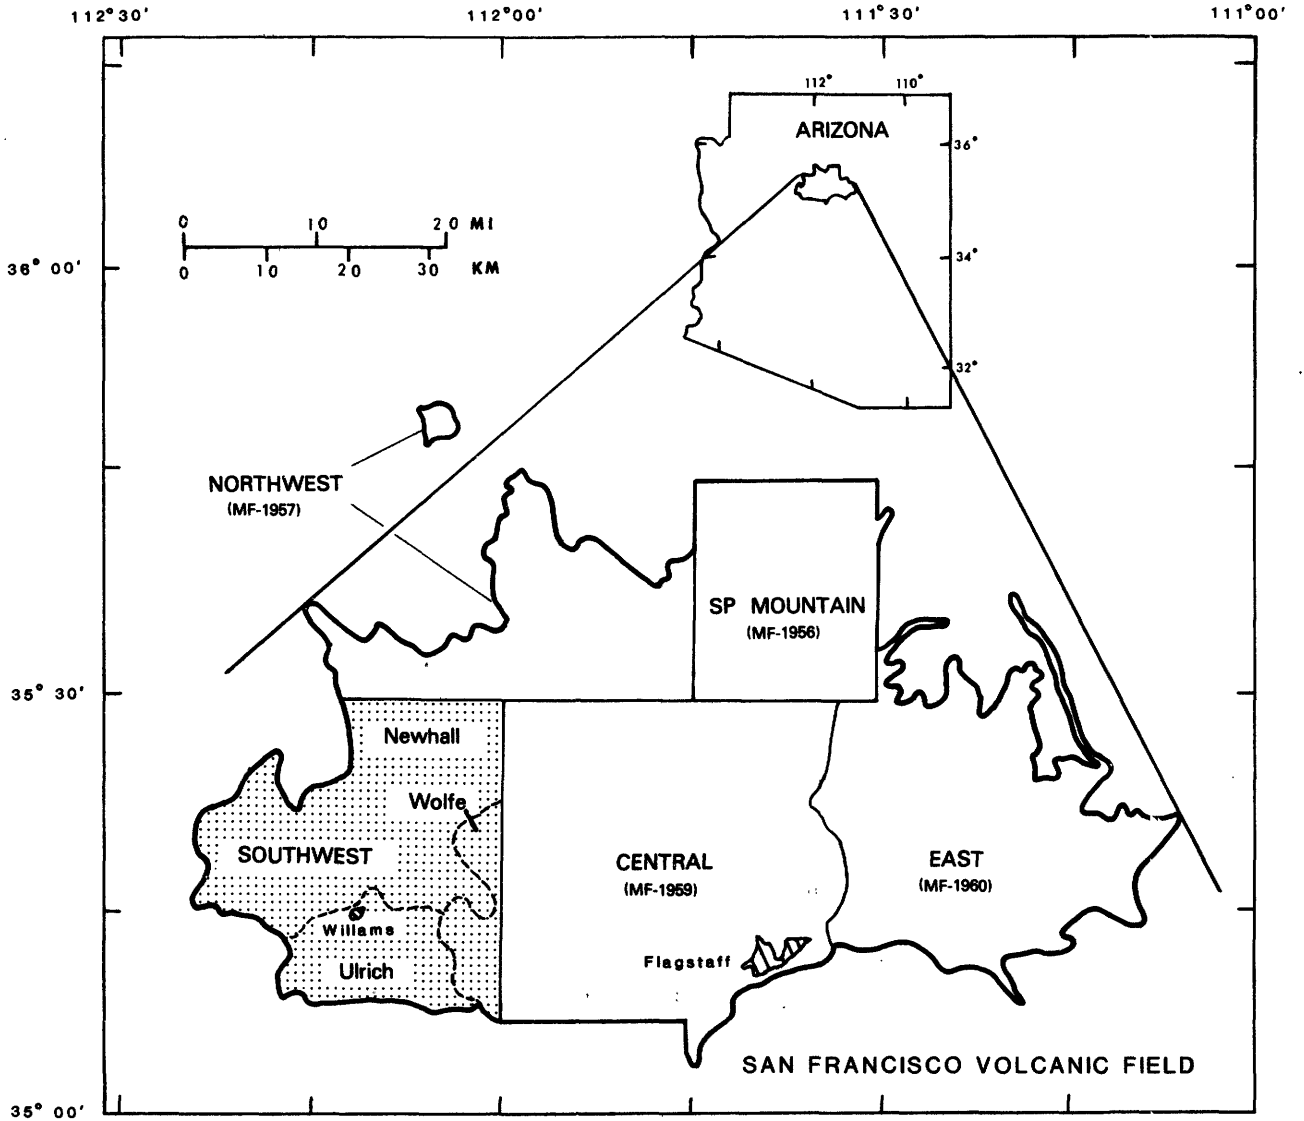 112°30' 112°00' 111°30' 111°00'
112° 110°
ARIZONA
36°
0 10 20 MI
34°
36° 00'
0 10 20 30 KM
32°
NORTHWEST
(MF-1957)
SP MOUNTAIN
(MF-1956)
35° 30'
Newhall
Wolfe
SOUTHWEST
CENTRAL
(MF-1959)
EAST
(MF-1960)
Willams
Flagstaff
Ulrich
SAN FRANCISCO VOLCANIC FIELD
35° 00'